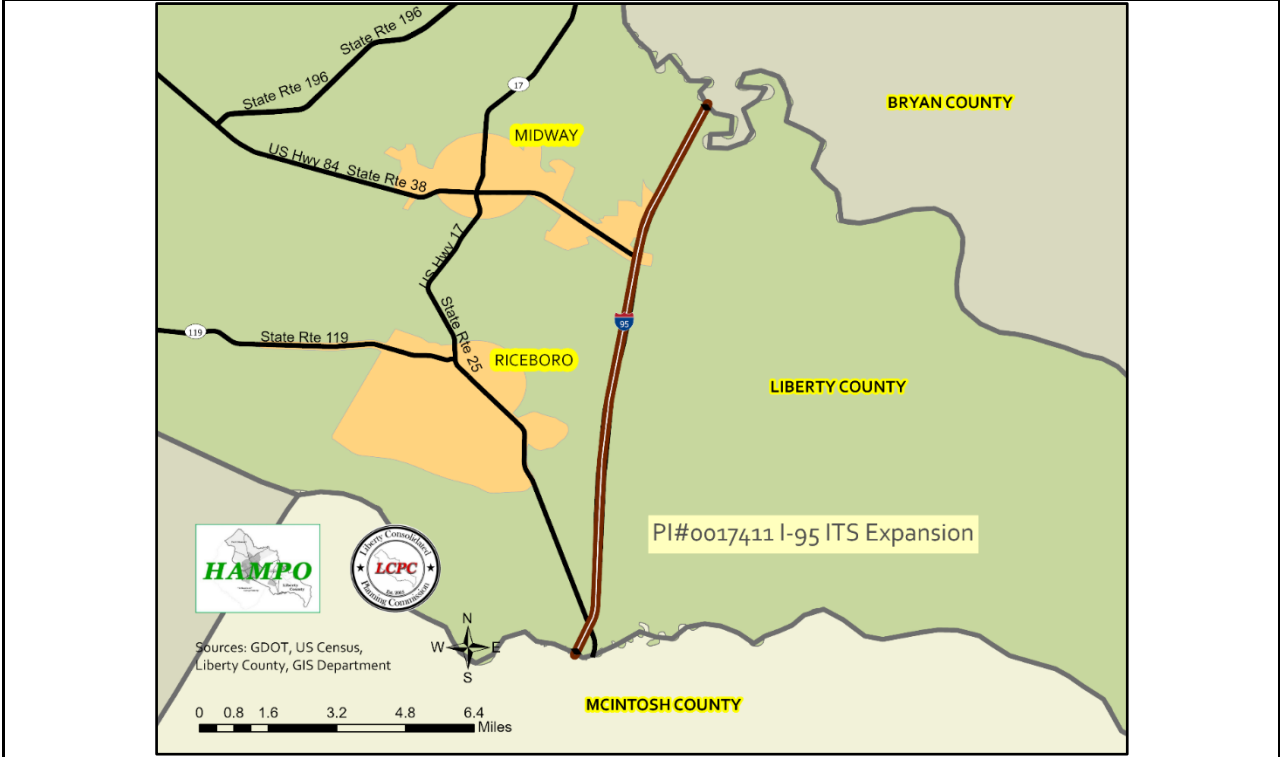 State Rte 196
State Rte 196
17
BRYAN COUNTY
MIDWAY
US Hwy 84 State Rte 38
US Hwy 17
95
119
State Rte 119
State Rte 25
RICEBORO
LIBERTY COUNTY
PI#0017411 I-95 ITS Expansion
HAMPO
Liberty Consolidated
LCPC
Planning Commission
N
W E
S
Sources: GDOT, US Census,
Liberty County, GIS Department
MCINTOSH COUNTY
0 0.8 1.6 3.2 4.8 6.4
Miles